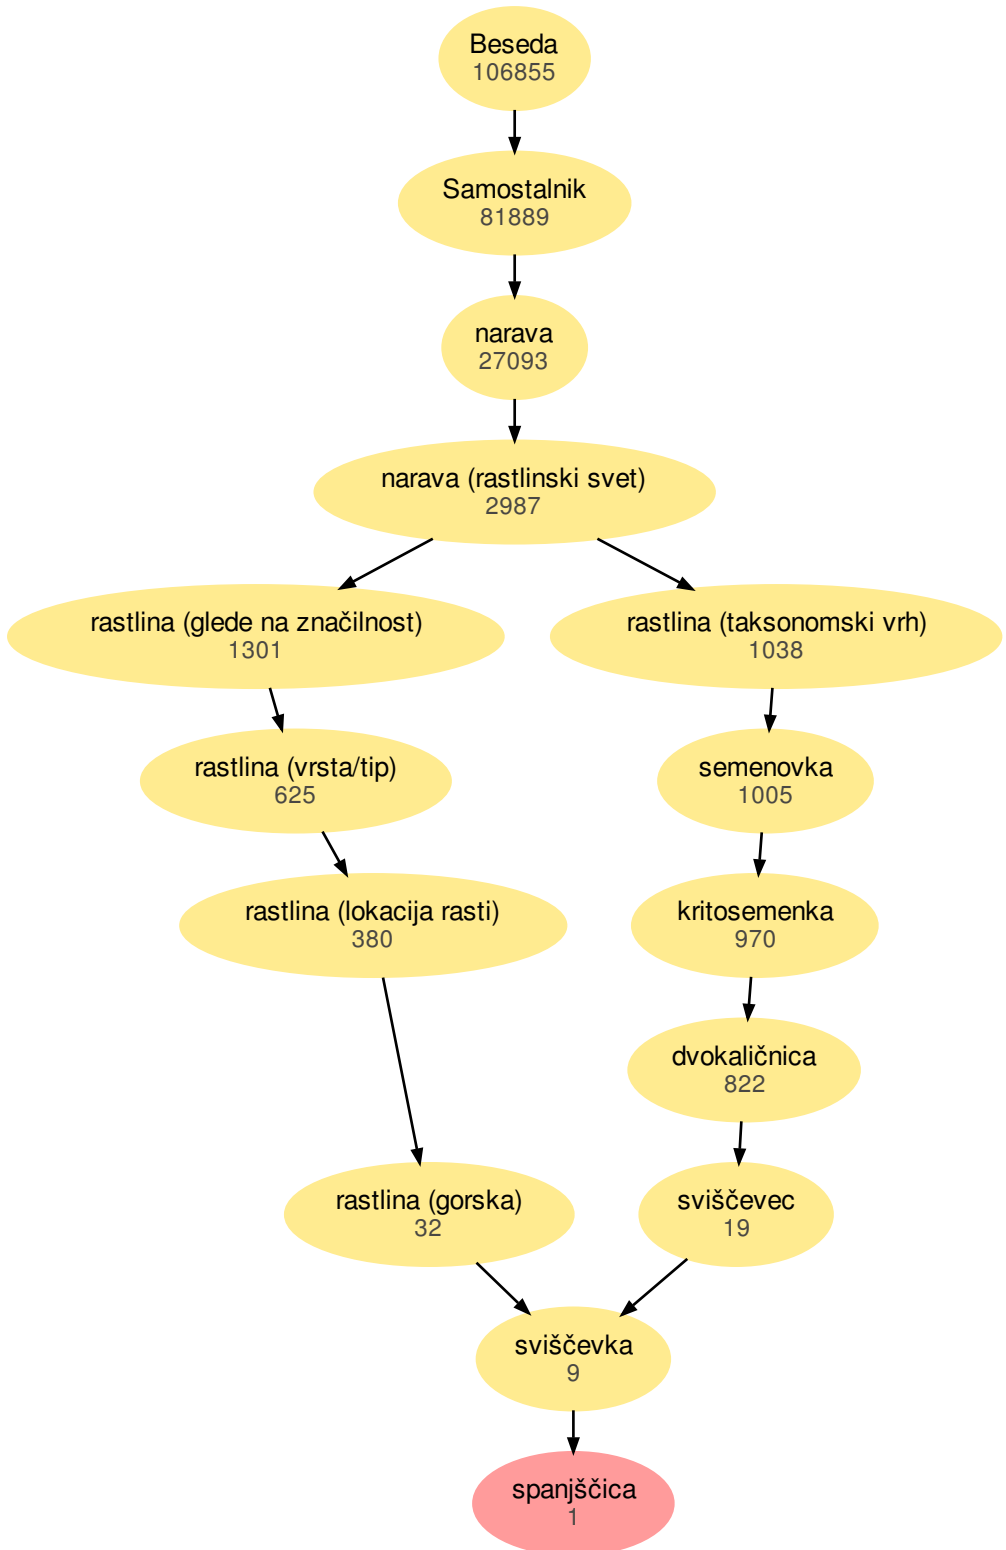 Beseda
106855
Samostalnik
81889
narava
27093
narava (rastlinski svet)
2987
rastlina (glede na značilnost)
1301
rastlina (taksonomski vrh)
1038
rastlina (vrsta/tip)
625
semenovka
1005
rastlina (lokacija rasti)
380
kritosemenka
970
dvokaličnica
822
rastlina (gorska)
32
sviščevec
19
sviščevka
9
spanjščica
1